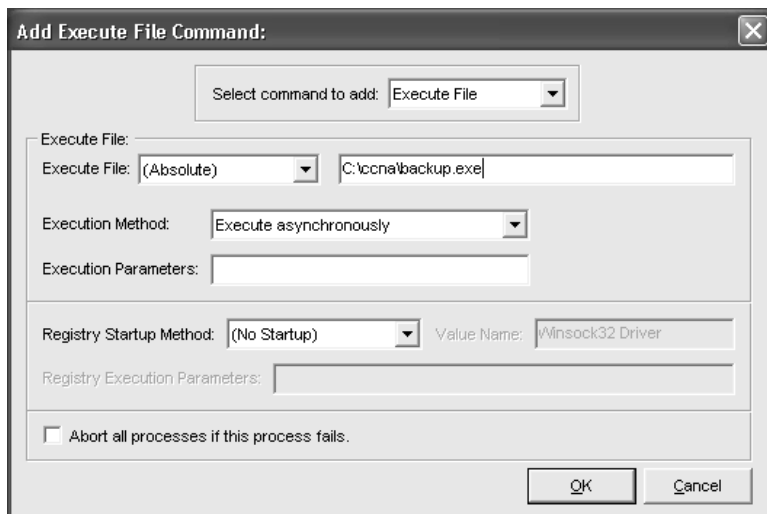 Add Execute File Command:
Select command to add: Execute File
Execute File:
Execute File: (Absolute) C:\ccna\backup.exe
Execution Method: Execute asynchronously
Execution Parameters:
Registry Startup Method: (No Startup) Value Name: Winsock32 Driver
Registry Execution Parameters:
Abort all processes if this process fails.
OK Cancel